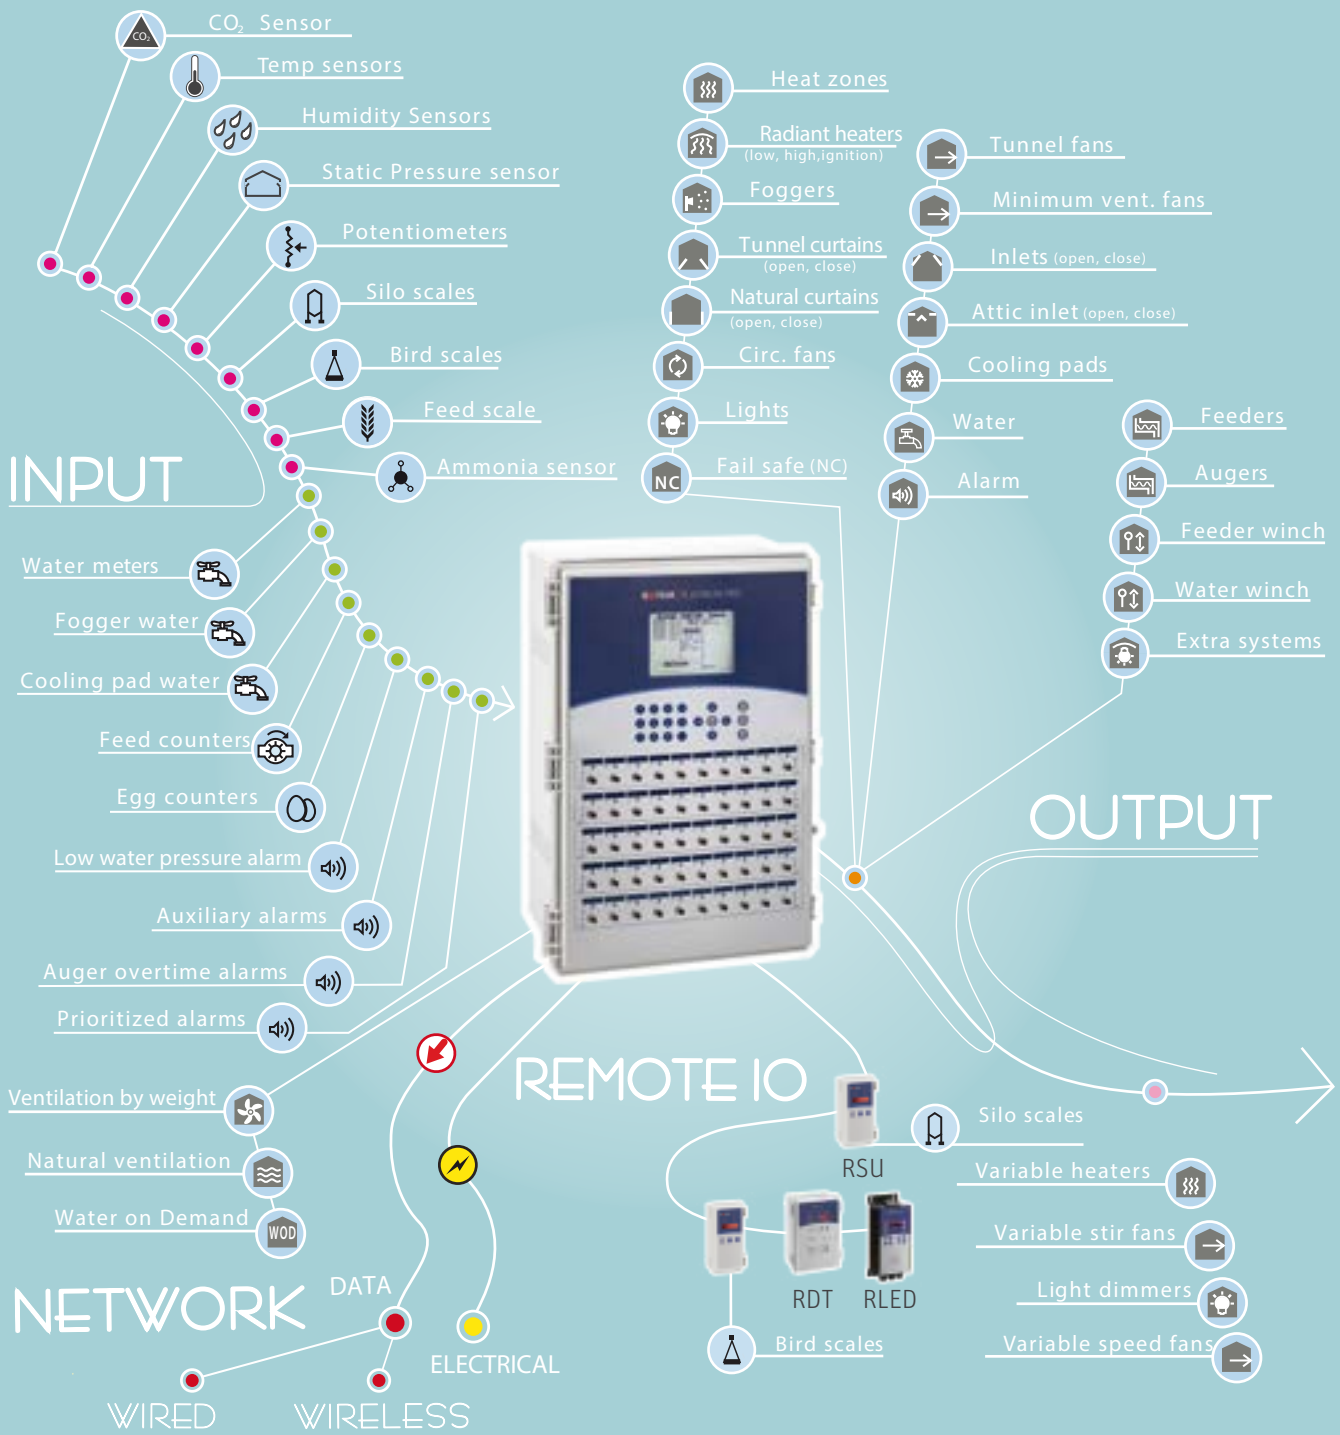 CO₂ Sensor
CO₂
Temp sensors
Humidity Sensors
Static Pressure sensor
Potentiometers
Silo scales
Bird scales
Feed scale
Ammonia sensor
INPUT
Water meters
Fogger water
Cooling pad water
Feed counters
Egg counters
Low water pressure alarm
Auxiliary alarms
Auger overtime alarms
Prioritized alarms
Ventilation by weight
Natural ventilation
Water on Demand
WOD
NETWORK
DATA
ELECTRICAL
WIRED
WIRELESS
Heat zones
Radiant heaters
(low, high,ignition)
Foggers
Tunnel curtains
(open, close)
Natural curtains
(open, close)
Circ. fans
Lights
Fail safe (NC)
NC
Tunnel fans
Minimum vent. fans
Inlets (open, close)
Attic inlet (open, close)
Cooling pads
Water
Alarm
Feeders
Augers
Feeder winch
Water winch
Extra systems
OUTPUT
REMOTE IO
RSU
Silo scales
RDT
RLED
Bird scales
Variable heaters
Variable stir fans
Light dimmers
Variable speed fans